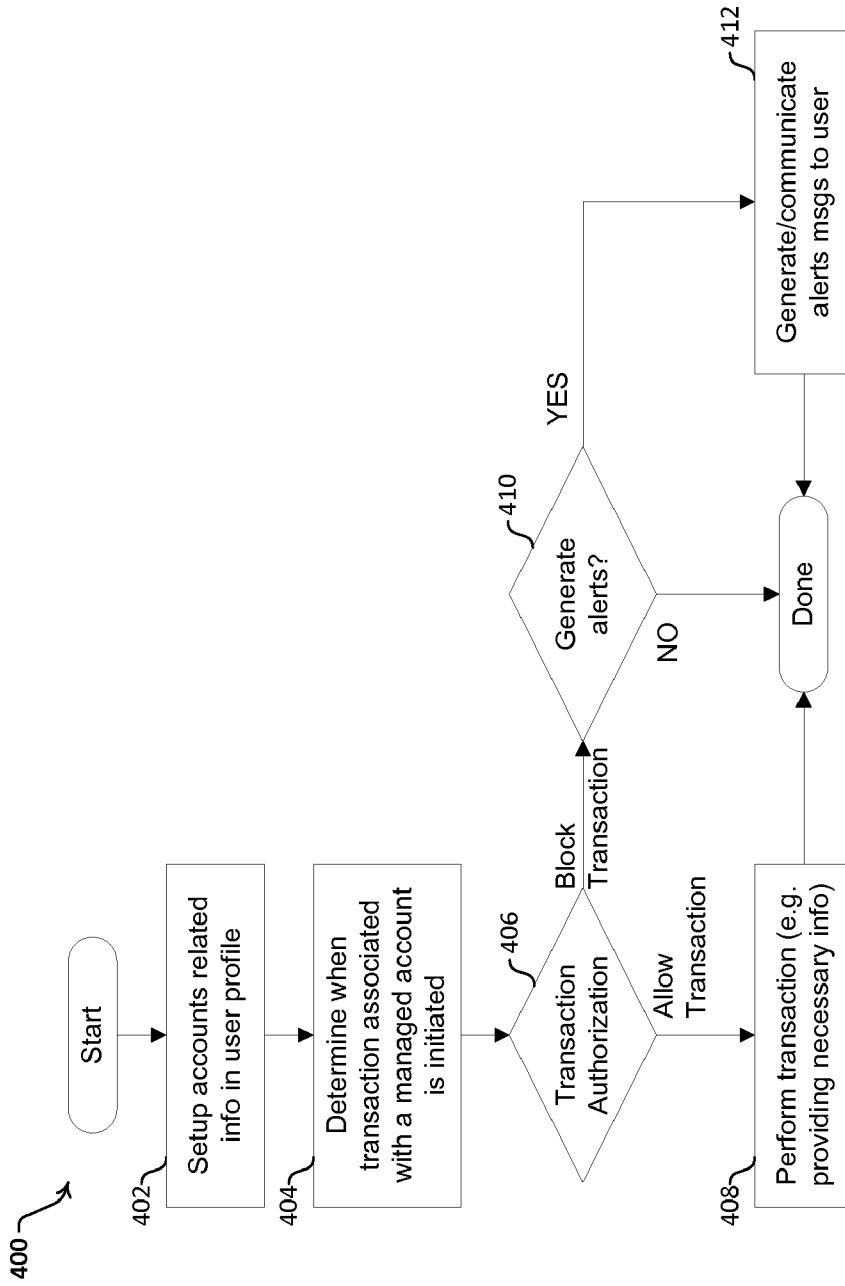 400
Start
402
Setup accounts related
info in user profile
404
Determine when
transaction associated
with a managed account
is initiated
406
Transaction
Authorization
Block
Transaction
Allow
Transaction
408
Perform transaction (e.g.
providing necessary info)
410
Generate
alerts?
YES
NO
412
Generate/communicate
alerts msgs to user
Done